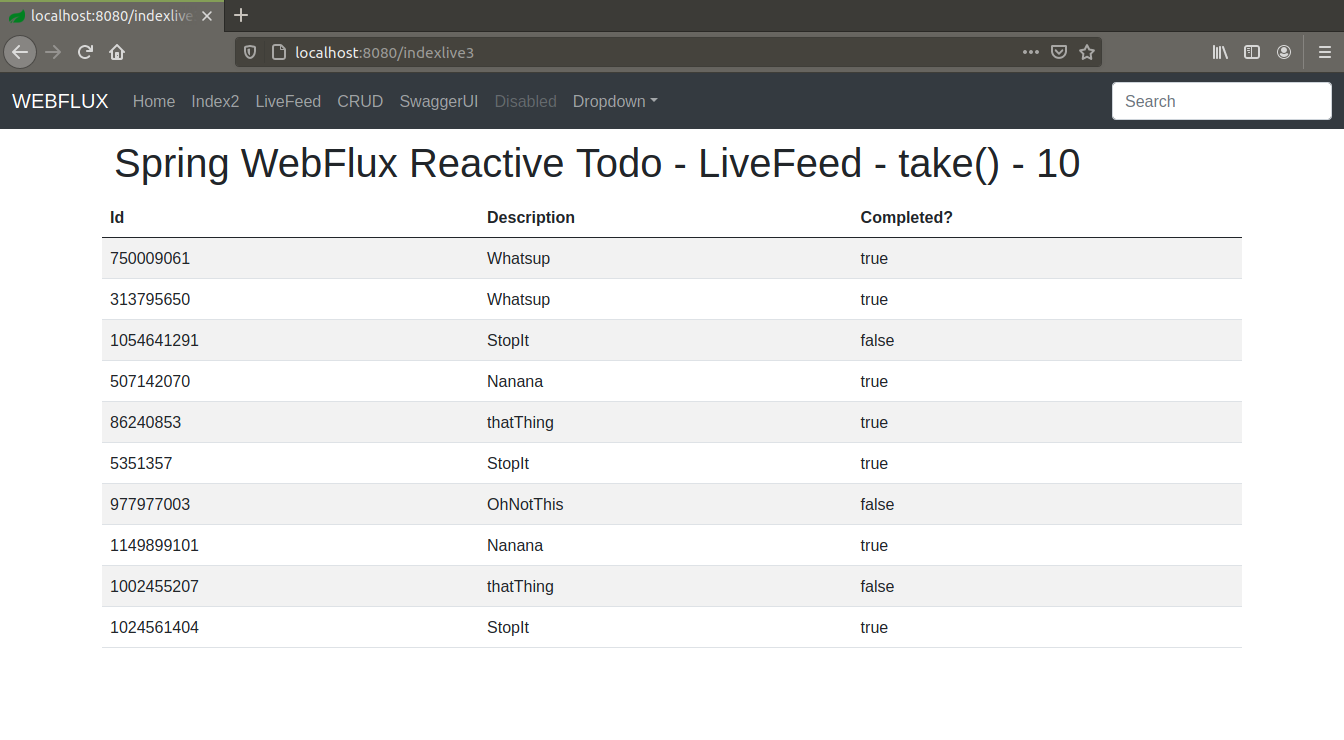 localhost:8080/indexlive
localhost:8080/indexlive3
WEBFLUX Home Index2 LiveFeed CRUD SwaggerUI Disabled Dropdown Search
Spring WebFlux Reactive Todo - LiveFeed - take() - 10
Id Description Completed?
750009061 Whatsup true
313795650 Whatsup true
1054641291 StopIt false
507142070 Nanana true
86240853 thatThing true
5351357 StopIt true
977977003 OhNotThis false
1149899101 Nanana true
1002455207 thatThing false
1024561404 StopIt true